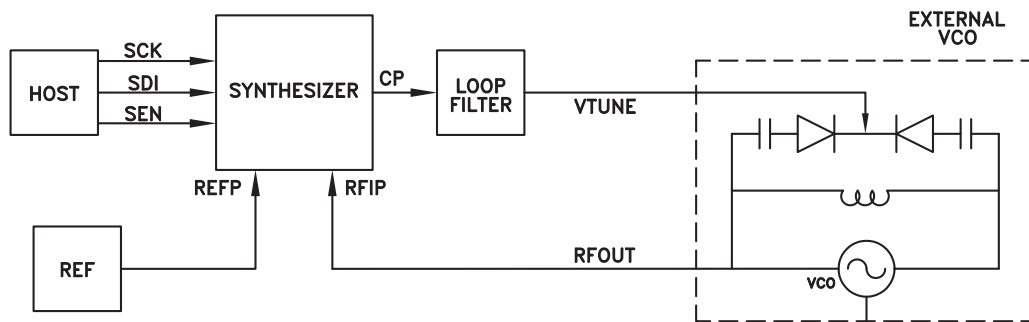 EXTERNAL
VCO
HOST
SCK
SDI
SEN
SYNTHESIZER
CP
LOOP
FILTER
VTUNE
REFP
RFIP
REF
RFOUT
VCO